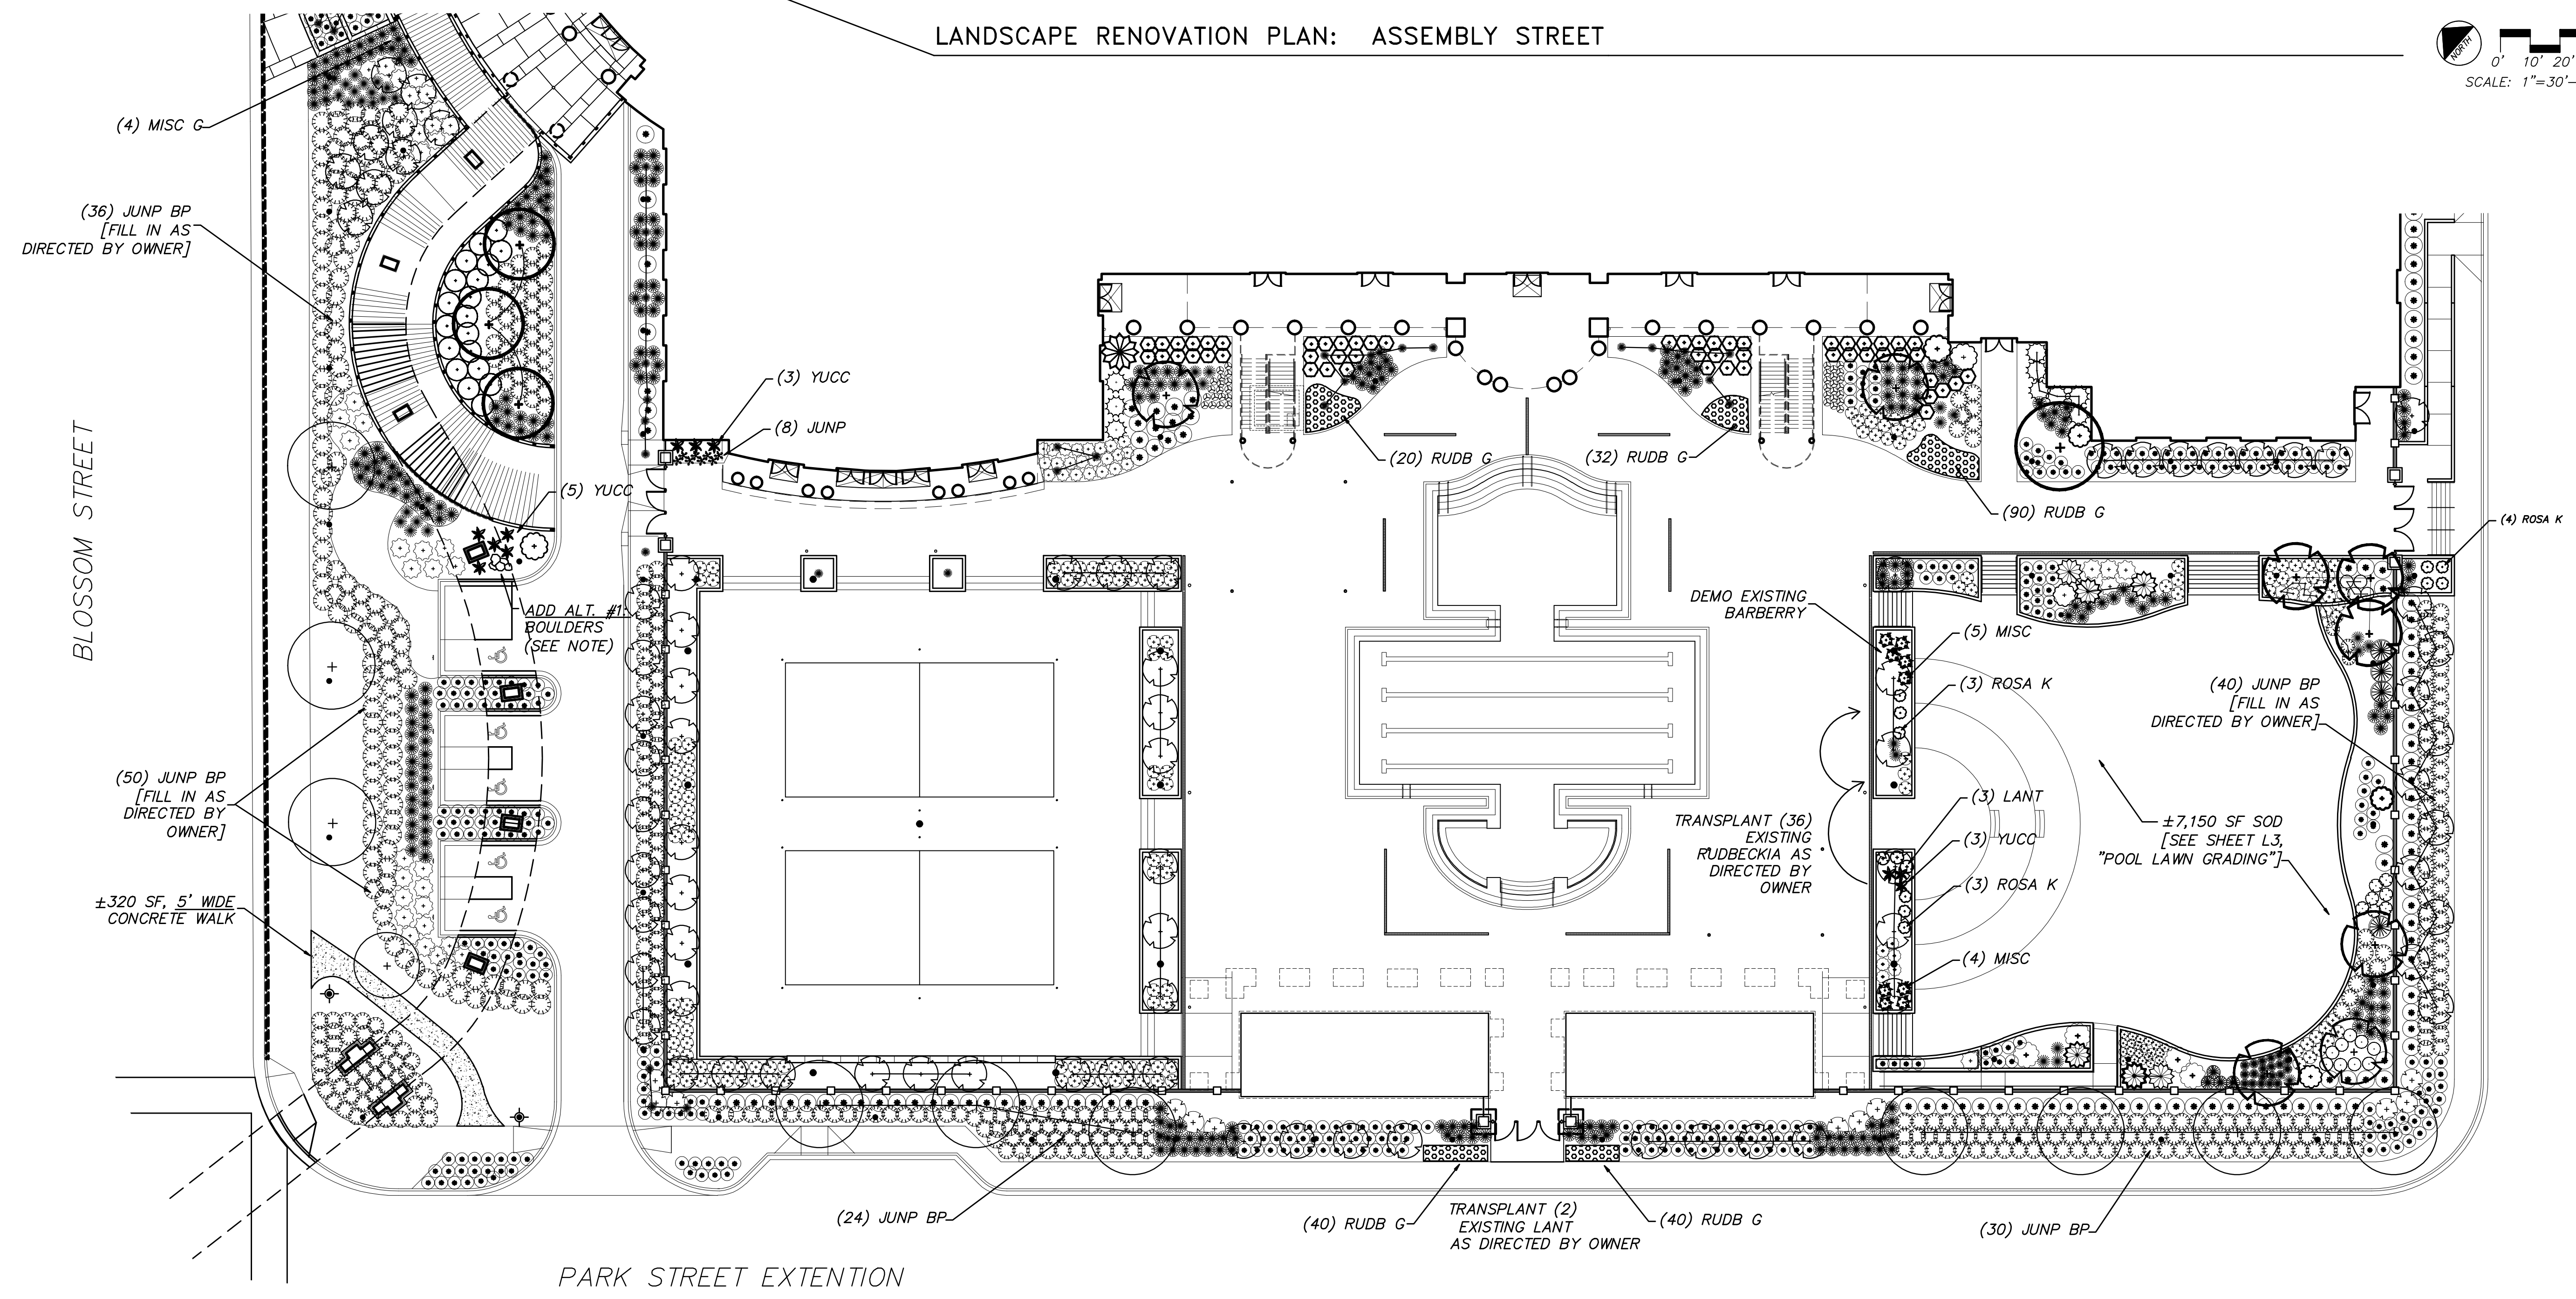 LANDSCAPE RENOVATION PLAN: ASSEMBLY STREET
NORTH
0' 10' 20'
SCALE: 1"=30'-
(4) MISC G
(36) JUNP BP
[FILL IN AS
DIRECTED BY OWNER]
BLOSSOM STREET
(3) YUCC
(8) JUNP
(5) YUCC
ADD ALT. #1:
BOULDERS
(SEE NOTE)
(50) JUNP BP
[FILL IN AS
DIRECTED BY
OWNER]
±320 SF, 5' WIDE
CONCRETE WALK
(20) RUDB G
(32) RUDB G
(90) RUDB G
(4) ROSA K
DEMO EXISTING
BARBERRY
(5) MISC
(3) ROSA K
(40) JUNP BP
[FILL IN AS
DIRECTED BY OWNER]
TRANSPLANT (36)
EXISTING
RUDBECKIA AS
DIRECTED BY
OWNER
(3) LANT
(3) YUCC
(3) ROSA K
(4) MISC
±7,150 SF SOD
[SEE SHEET L3,
"POOL LAWN GRADING"]
(24) JUNP BP
(40) RUDB G
TRANSPLANT (2)
EXISTING LANT
AS DIRECTED BY OWNER
(40) RUDB G
(30) JUNP BP
PARK STREET EXTENTION